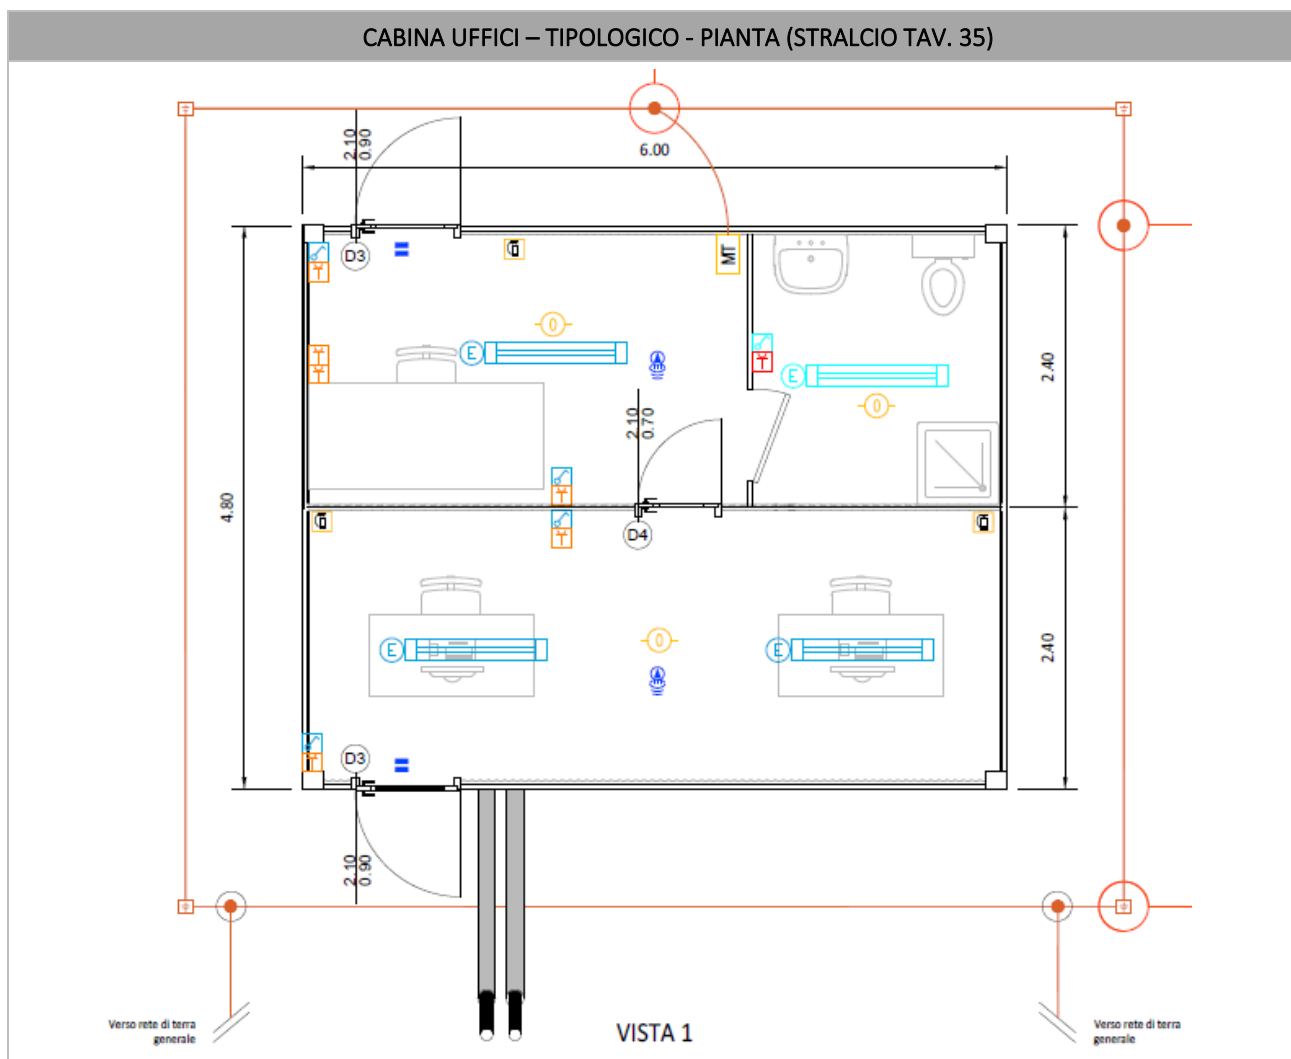 CABINA UFFICI – TIPOLOGICO - PIANTA (STRALCIO TAV. 35)
2.10
0.90
6.00
D3
MT
E
E
2.40
2.10
0.70
4.80
D4
E
E
2.40
D3
2.10
0.90
Verso rete di terra
generale
VISTA 1
Verso rete di terra
generale